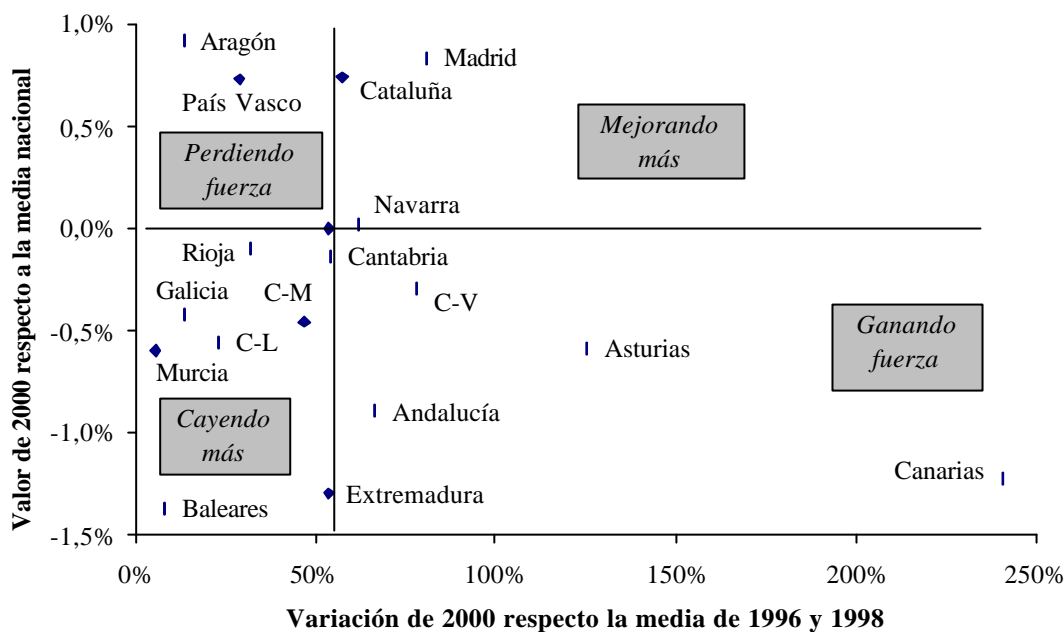 Valor de 2000 respecto a la media nacional
1,0%
0,5%
0,0%
-0,5%
-1,0%
-1,5%
Aragón
Madrid
País Vasco
Cataluña
Mejorando
más
Perdiendo
fuerza
Navarra
Rioja
Cantabria
Galicia
C-M
C-V
C-L
Murcia
Asturias
Ganando
fuerza
Andalucía
Cayendo
más
Canarias
Baleares
Extremadura
0%
50%
100%
150%
200%
250%
Variación de 2000 respecto la media de 1996 y 1998